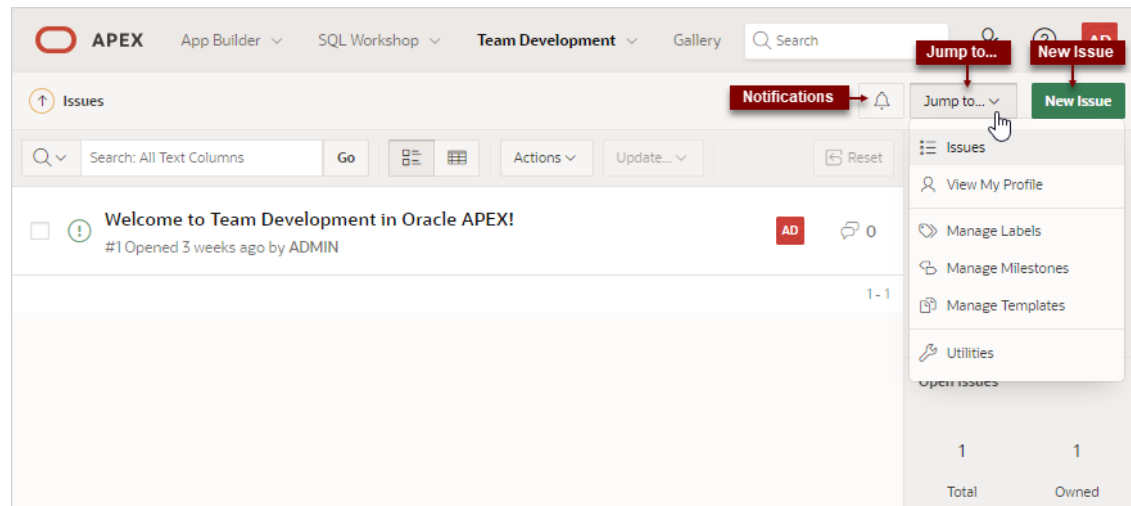 APEX App Builder SQL Workshop Team Development Gallery Search
Jump to... New Issue
Issues Notifications Jump to... New Issue
Search: All Text Columns Go Actions Update... Reset
Issues
View My Profile
Welcome to Team Development in Oracle APEX! AD 0
#1 Opened 3 weeks ago by ADMIN
Manage Labels
Manage Milestones
1 - 1
Manage Templates
Utilities
Open Issues
1 1
Total Owned